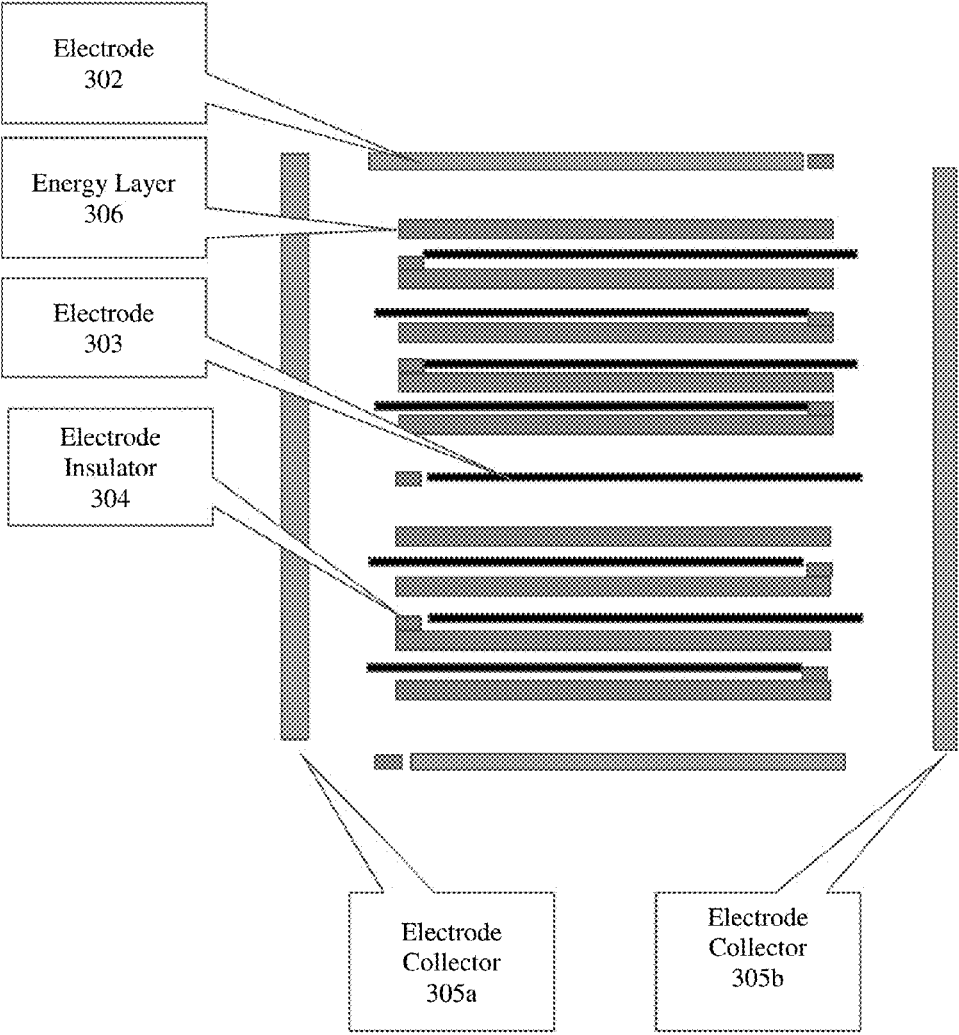 Electrode
302
Energy Layer
306
Electrode
303
Electrode
Insulator
304
Electrode
Collector
305a
Electrode
Collector
305b